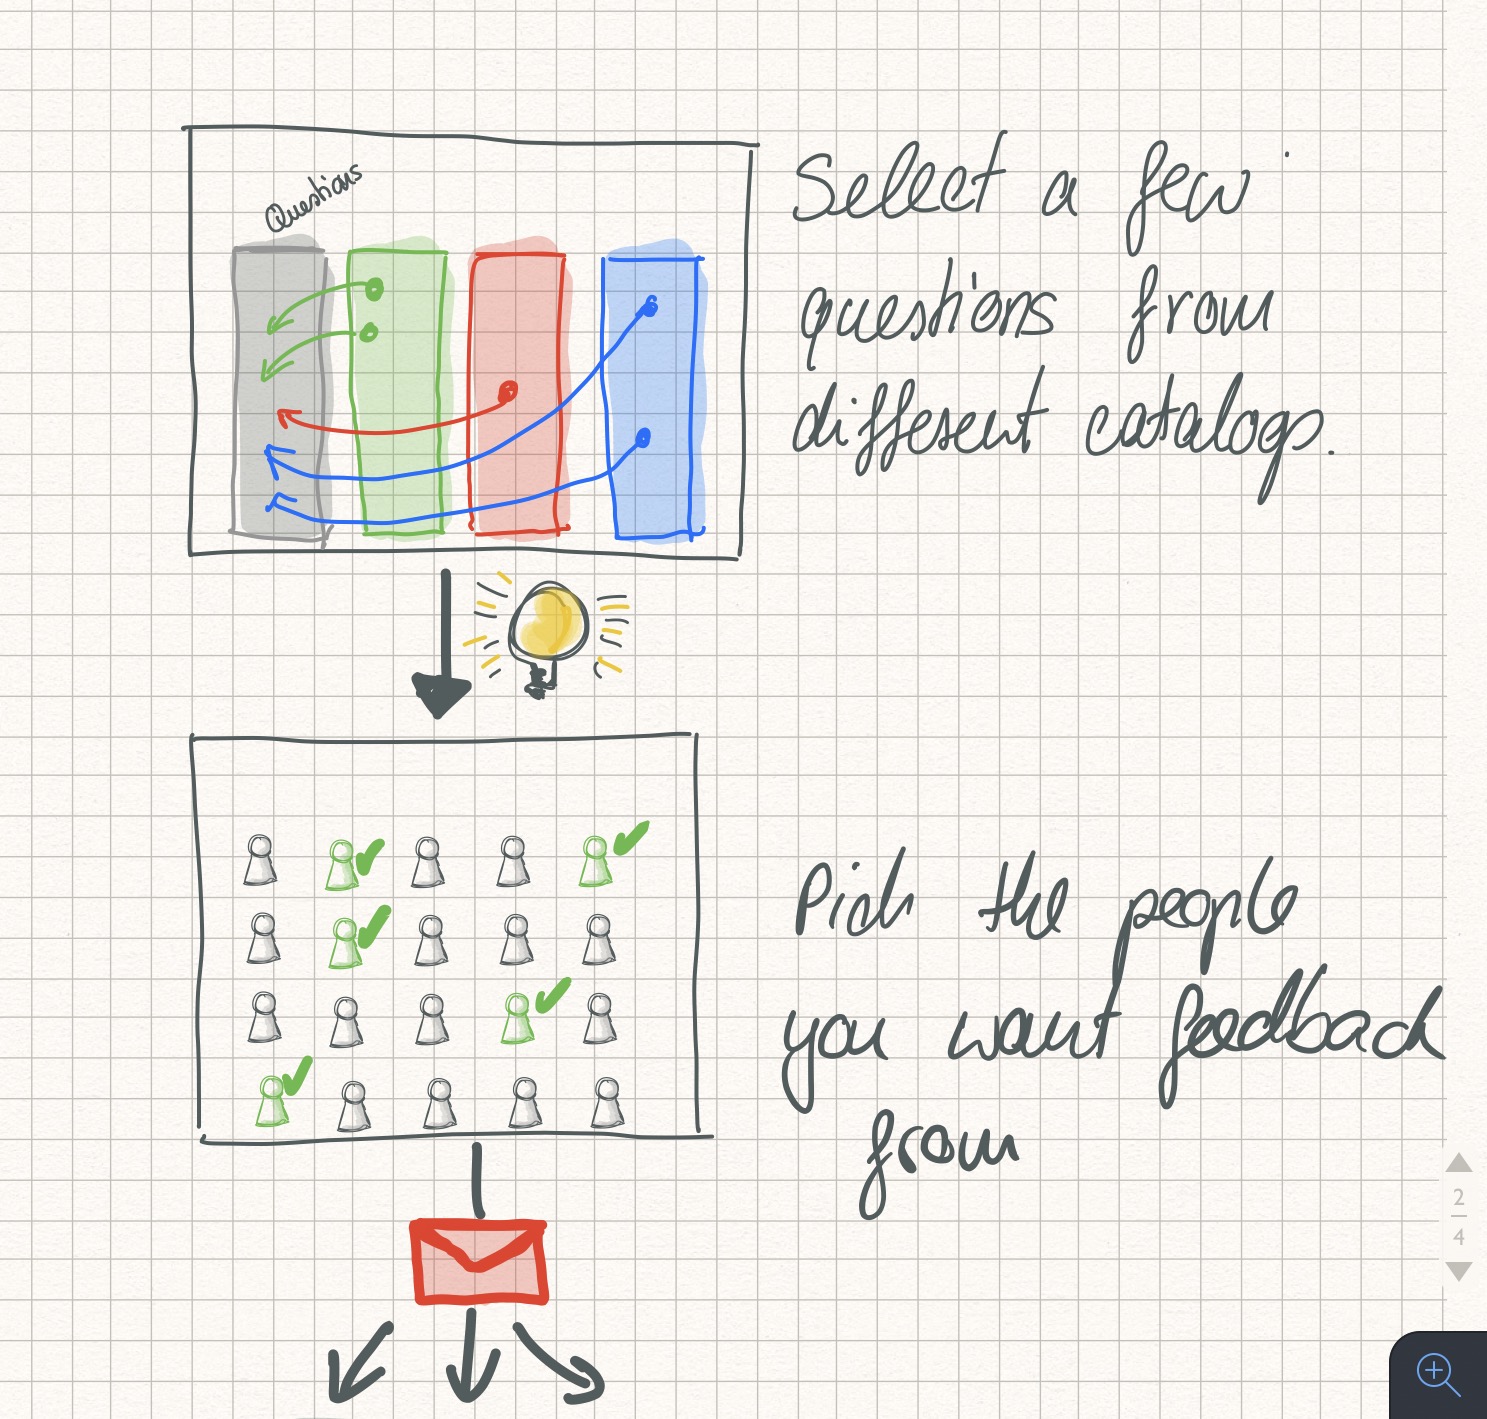 Questions
Select a few
questions from
different catalogs.
Pick the people
you want feedback
from
2
4